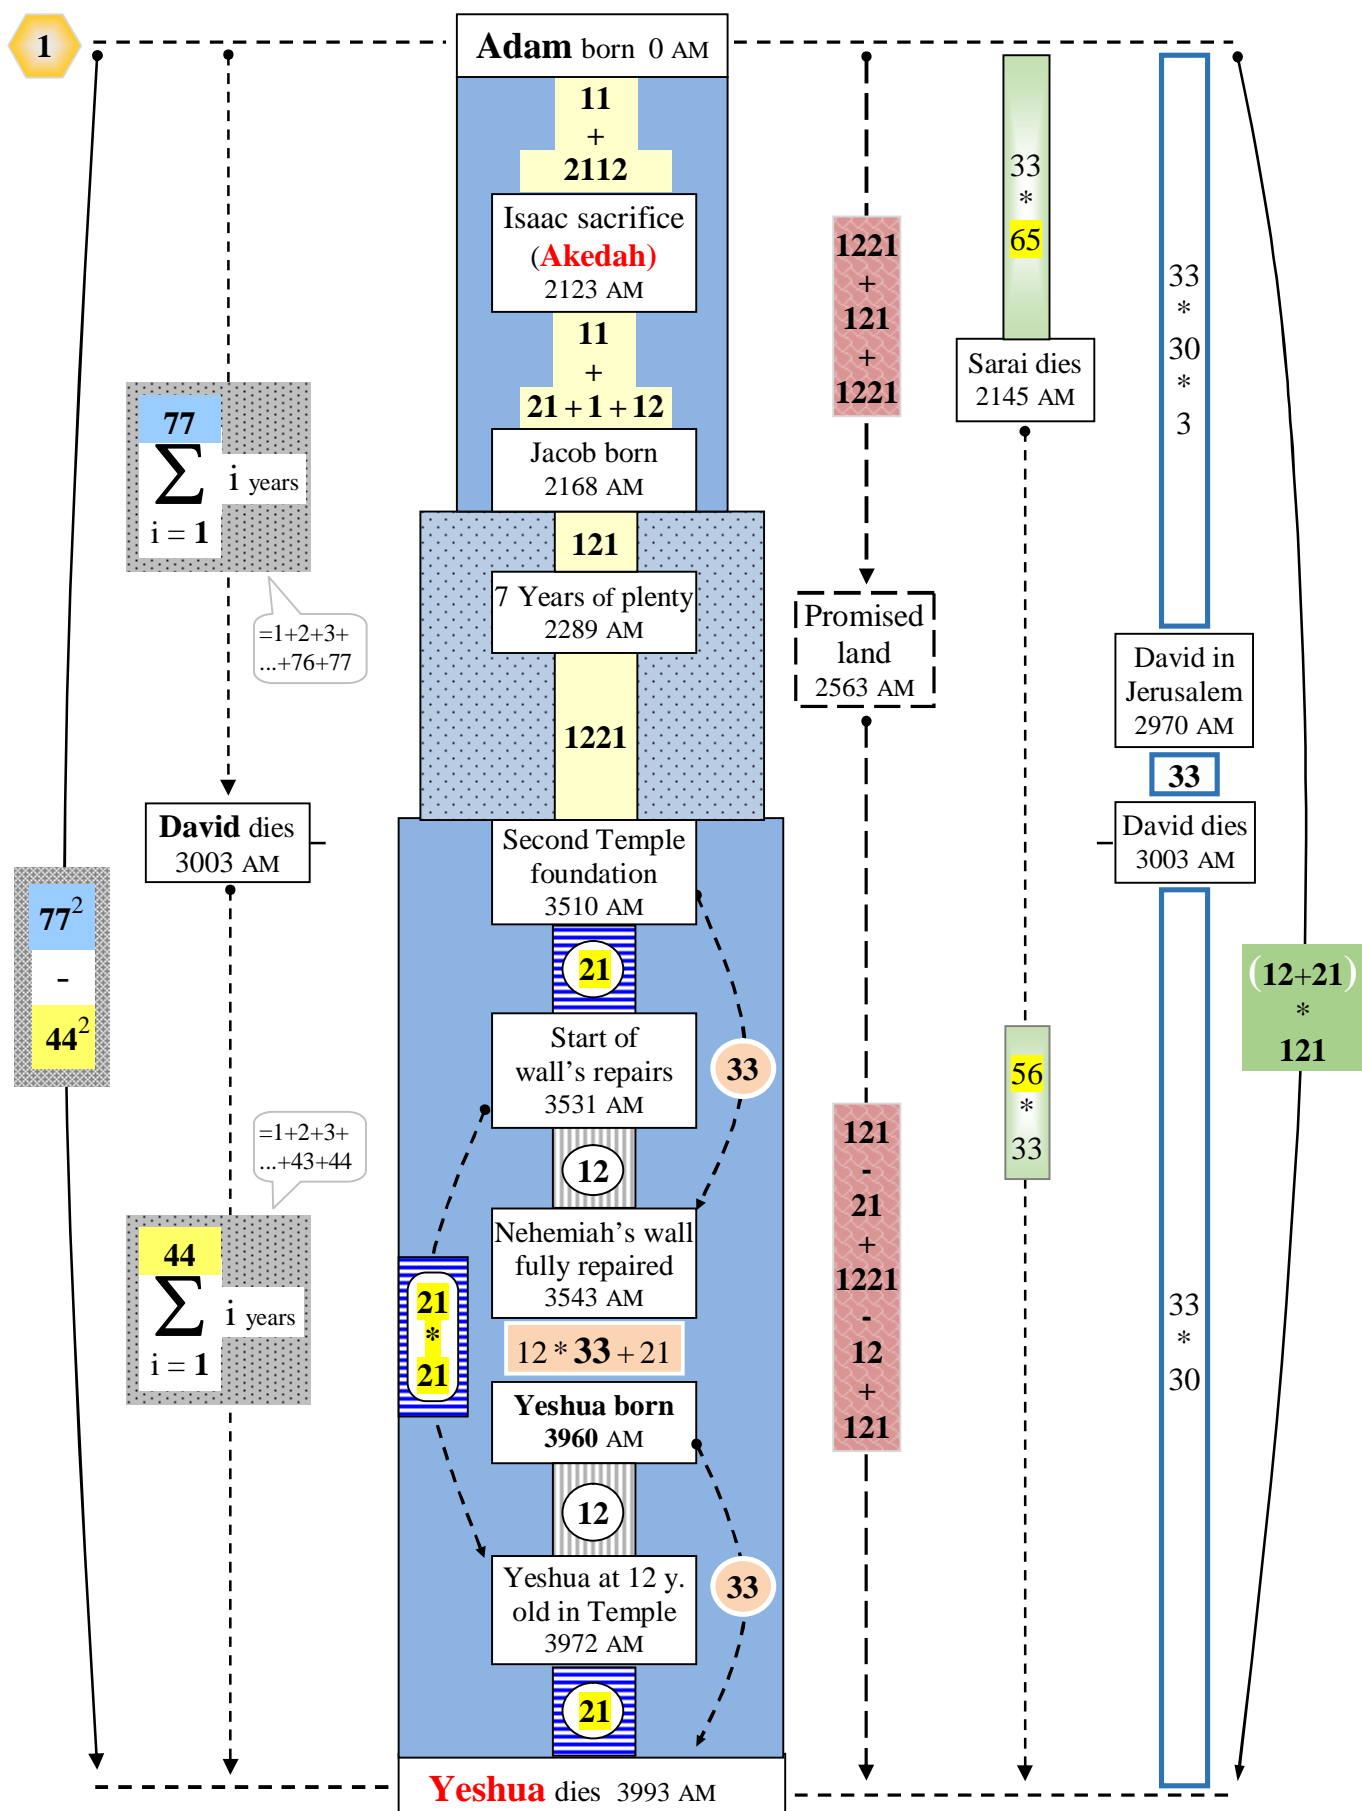 1
Adam born 0 AM
11
+
2112
Isaac sacrifice
(Akedah)
2123 AM
11
+
21 + 1 + 12
Jacob born
2168 AM
121
7 Years of plenty
2289 AM
1221
Second Temple
foundation
3510 AM
21
Start of
wall's repairs
3531 AM
33
12
Nehemiah's wall
fully repaired
3543 AM
21
*
21
12 * 33 + 21
Yeshua born
3960 AM
12
33
Yeshua at 12 y.
old in Temple
3972 AM
21
Yeshua dies 3993 AM
77²
-
44²
77
∑ i years
i = 1
=1+2+3+
...+76+77
David dies
3003 AM
=1+2+3+
...+43+44
44
∑ i years
i = 1
1221
+
121
+
1221
Promised
land
2563 AM
121
-
21
+
1221
-
12
+
121
33
*
65
Sarai dies
2145 AM
56
*
33
33
*
30
*
3
David in
Jerusalem
2970 AM
33
David dies
3003 AM
33
*
30
(12+21)
*
121